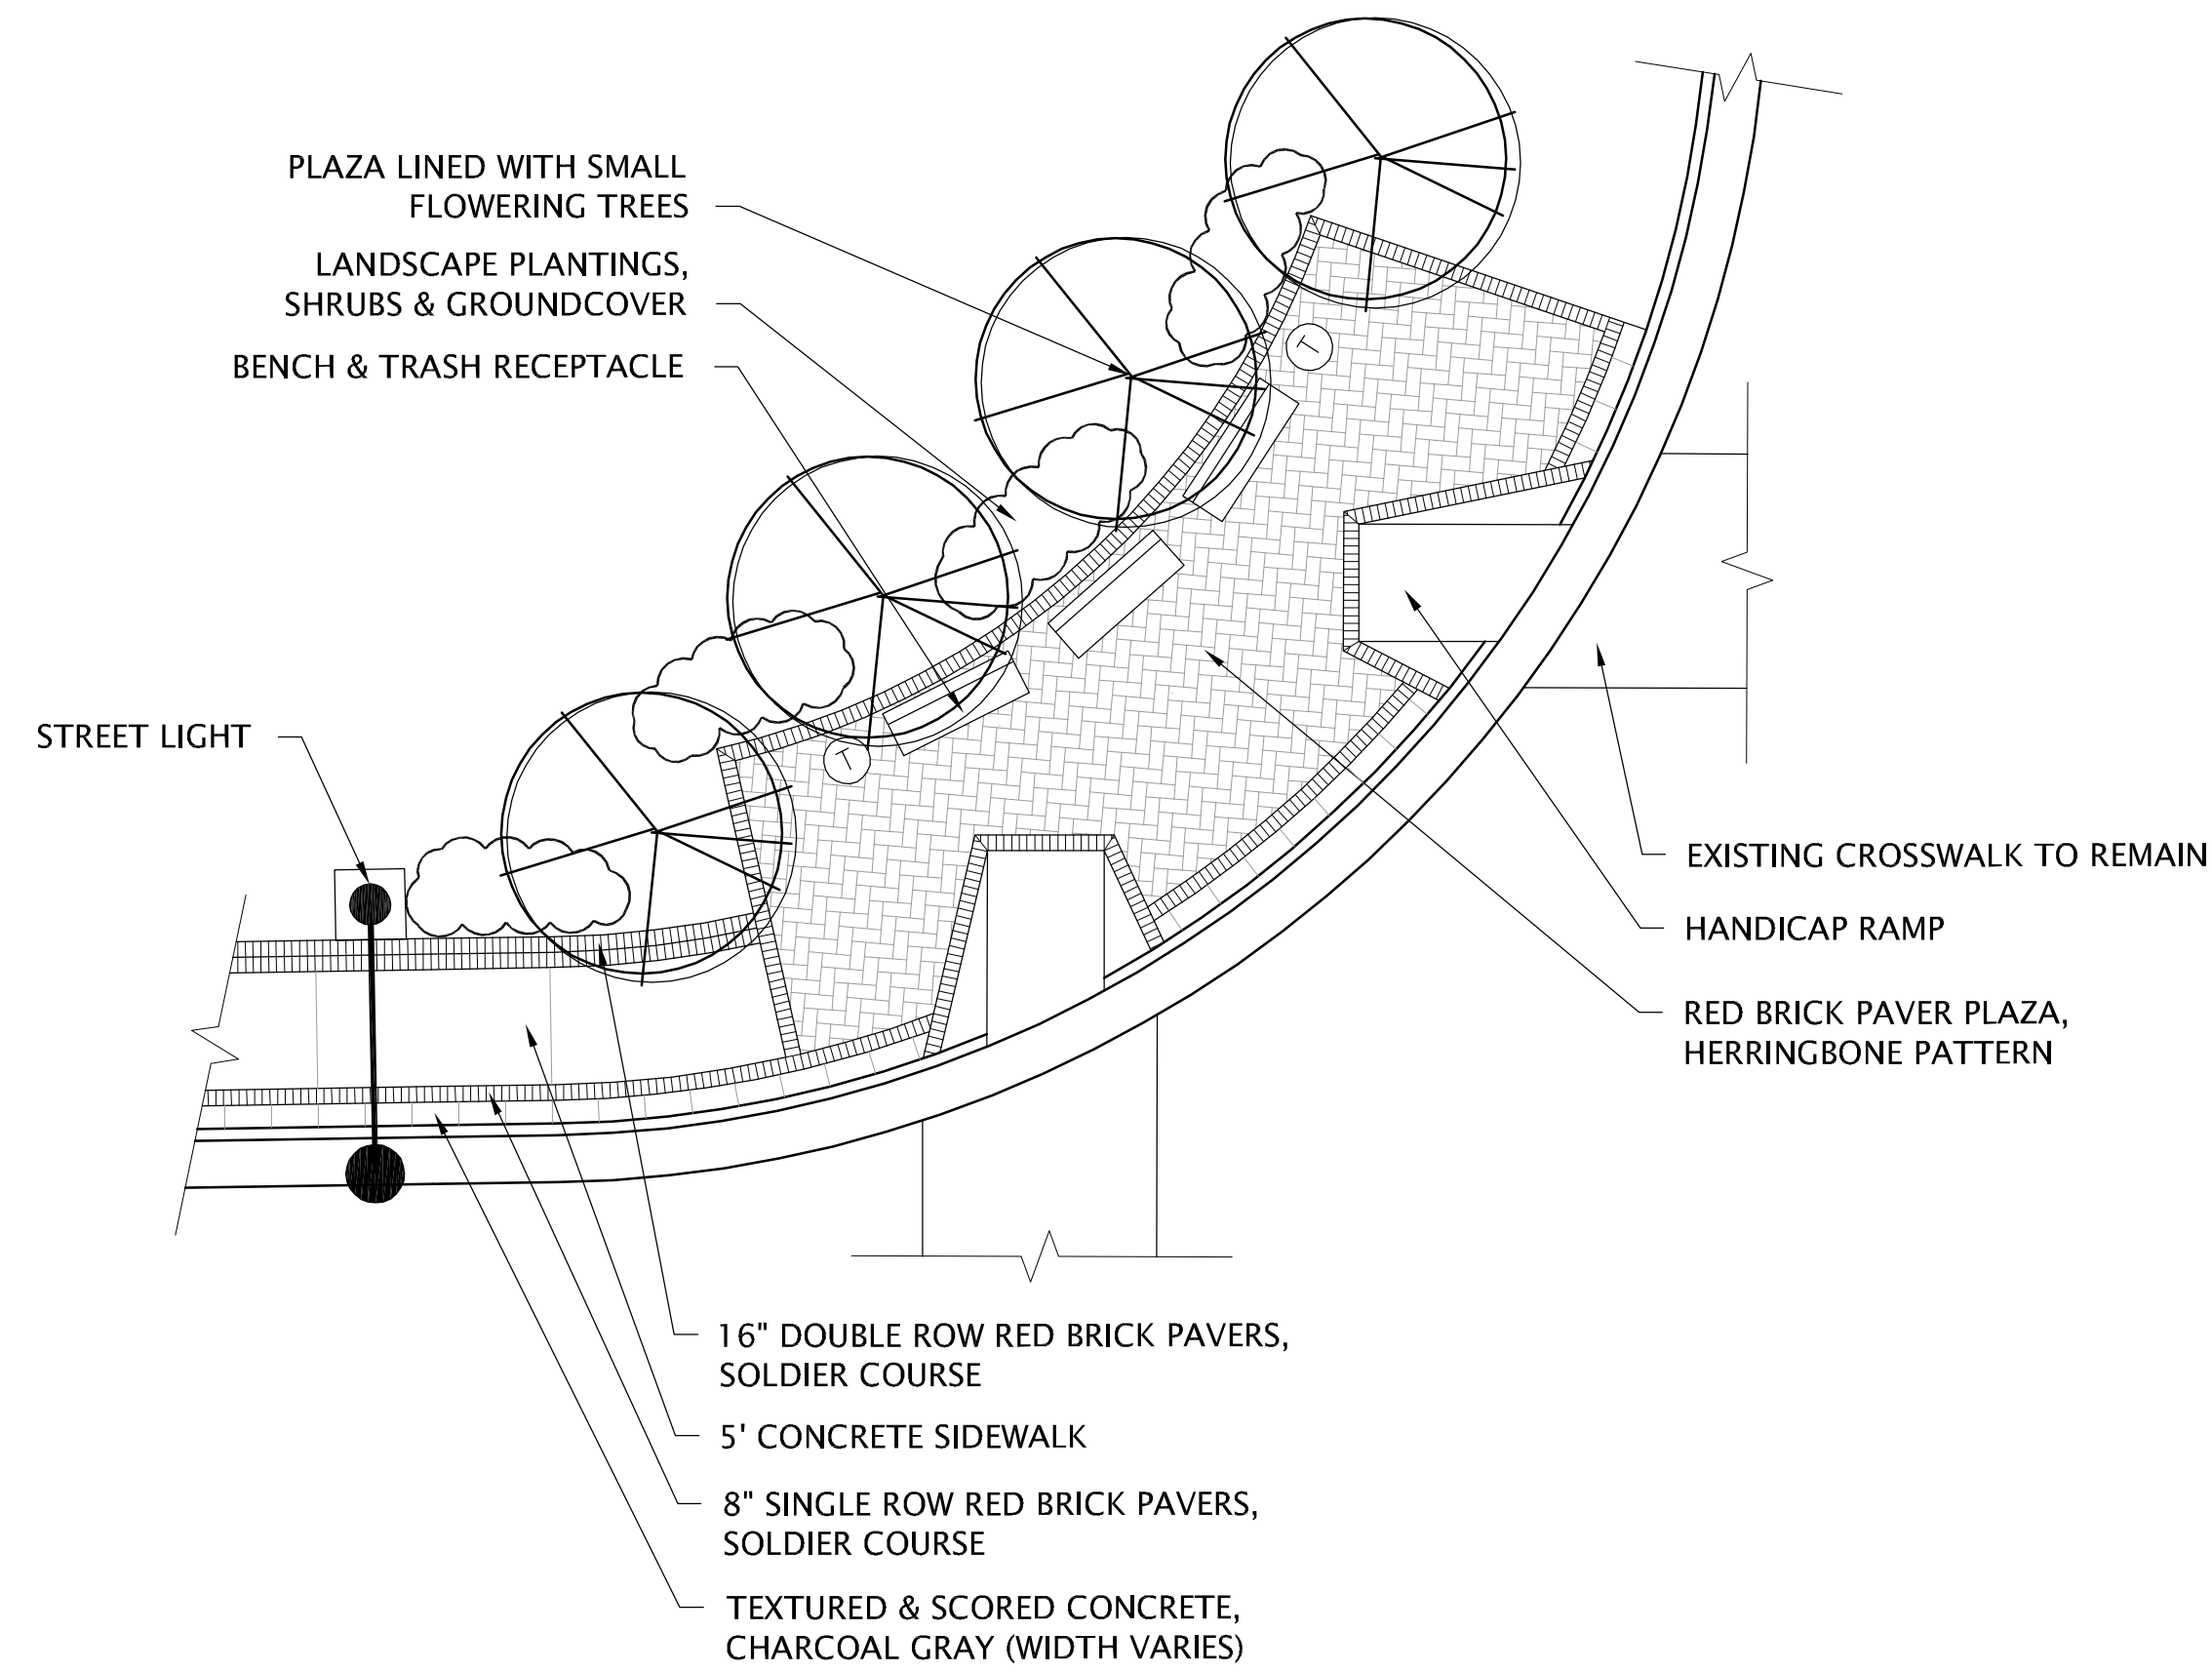 PLAZA LINED WITH SMALL
FLOWERING TREES
LANDSCAPE PLANTINGS,
SHRUBS & GROUNDCOVER
BENCH & TRASH RECEPTACLE
T
STREET LIGHT
T
EXISTING CROSSWALK TO REMAIN
HANDICAP RAMP
RED BRICK PAVER PLAZA,
HERRINGBONE PATTERN
16" DOUBLE ROW RED BRICK PAVERS,
SOLDIER COURSE
5' CONCRETE SIDEWALK
8" SINGLE ROW RED BRICK PAVERS,
SOLDIER COURSE
TEXTURED & SCORED CONCRETE,
CHARCOAL GRAY (WIDTH VARIES)